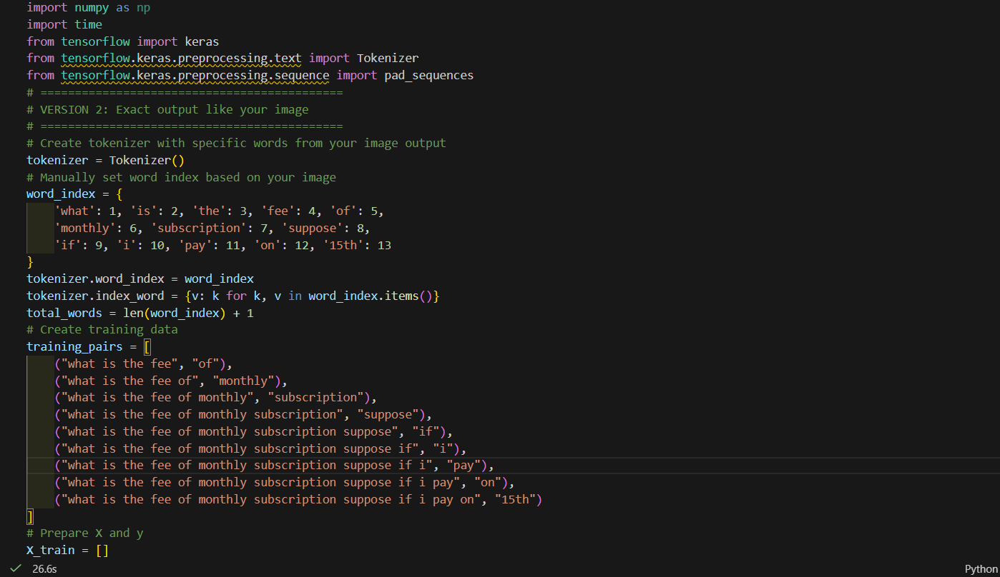 import numpy as np
import time
from tensorflow import keras
from tensorflow.keras.preprocessing.text import Tokenizer
from tensorflow.keras.preprocessing.sequence import pad_sequences
# ============================================
# VERSION 2: Exact output like your image
# ============================================
# Create tokenizer with specific words from your image output
tokenizer = Tokenizer()
# Manually set word index based on your image
word_index = {
    'what': 1, 'is': 2, 'the': 3, 'fee': 4, 'of': 5,
    'monthly': 6, 'subscription': 7, 'suppose': 8,
    'if': 9, 'i': 10, 'pay': 11, 'on': 12, '15th': 13
}
tokenizer.word_index = word_index
tokenizer.index_word = {v: k for k, v in word_index.items()}
total_words = len(word_index) + 1
# Create training data
training_pairs = [
    ("what is the fee", "of"),
    ("what is the fee of", "monthly"),
    ("what is the fee of monthly", "subscription"),
    ("what is the fee of monthly subscription", "suppose"),
    ("what is the fee of monthly subscription suppose", "if"),
    ("what is the fee of monthly subscription suppose if", "i"),
    ("what is the fee of monthly subscription suppose if i", "pay"),
    ("what is the fee of monthly subscription suppose if i pay", "on"),
    ("what is the fee of monthly subscription suppose if i pay on", "15th")
]
# Prepare X and y
X_train = []
26.6s
Python